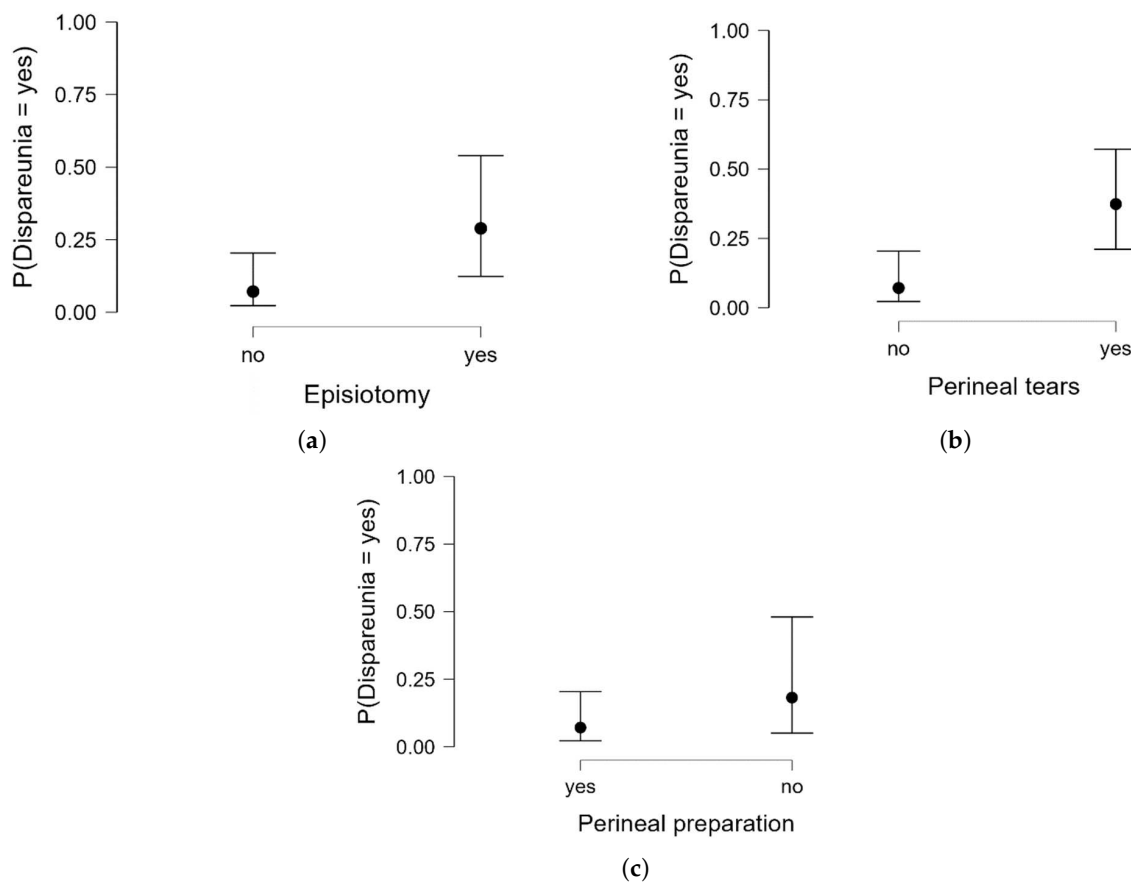 P(Dispareunia = yes)
1.00
0.75
0.50
0.25
0.00
no yes
Episiotomy
(a)
P(Dispareunia = yes)
1.00
0.75
0.50
0.25
0.00
no yes
Perineal tears
(b)
P(Dispareunia = yes)
1.00
0.75
0.50
0.25
0.00
yes no
Perineal preparation
(c)